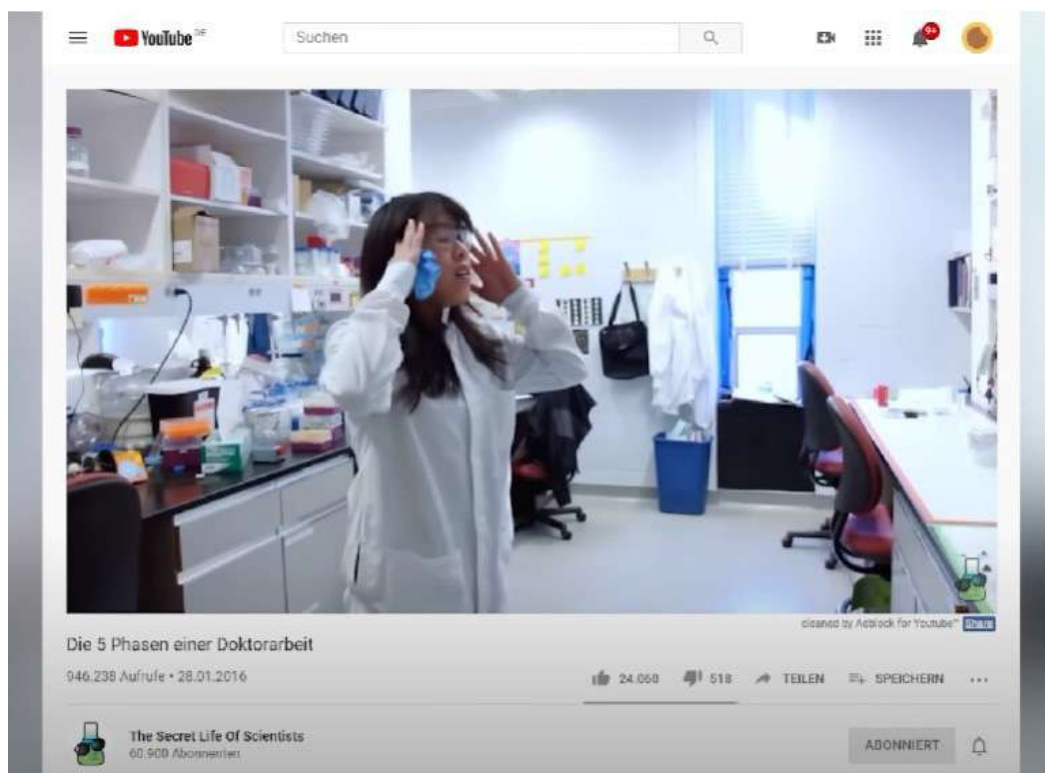 YouTube DE
Suchen
9+
Die 5 Phasen einer Doktorarbeit
cleaned by Adblock for Youtube™
946.238 Aufrufe • 28.01.2016
24.060
518
TEILEN
SPEICHERN
The Secret Life Of Scientists
60.900 Abonnenten
ABONNIERT